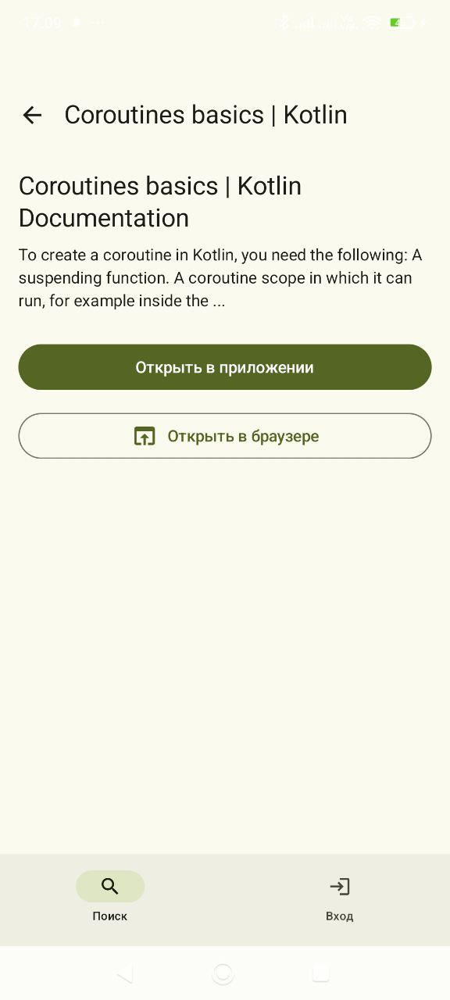 17:09
Coroutines basics | Kotlin
Coroutines basics | Kotlin
Documentation
To create a coroutine in Kotlin, you need the following: A
suspending function. A coroutine scope in which it can
run, for example inside the ...
Открыть в приложении
Открыть в браузере
Поиск
Вход